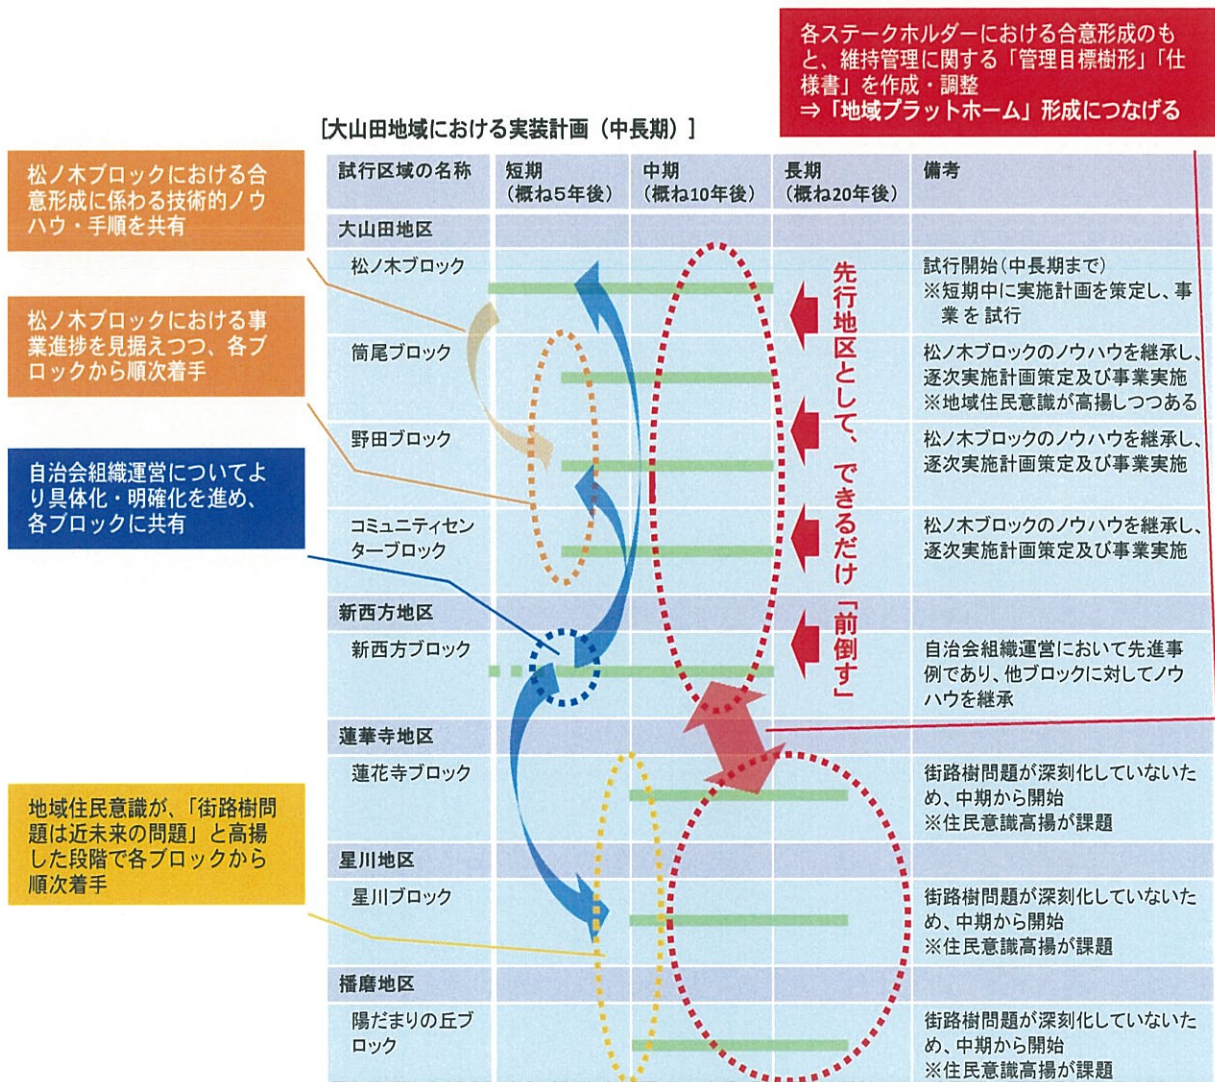 各ステークホルダーにおける合意形成のも
と、維持管理に関する「管理目標樹形」「仕
様書」を作成・調整
⇒「地域プラットホーム」形成につなげる
[大山田地域における実装計画（中長期）]
松ノ木ブロックにおける合
意形成に係わる技術的ノウ
ハウ・手順を共有
松ノ木ブロックにおける事
業進捗を見据えつつ、各ブ
ロックから順次着手
自治会組織運営についてよ
り具体化・明確化を進め、
各ブロックに共有
地域住民意識が、「街路樹問
題は近未来の問題」と高揚
した段階で各ブロックから
順次着手
試行区域の名称
短期
（概ね５年後）
中期
（概ね10年後）
長期
（概ね20年後）
備考
大山田地区
松ノ木ブロック
試行開始（中長期まで）
※短期中に実施計画を策定し、事
業を試行
筒尾ブロック
松ノ木ブロックのノウハウを継承し、
逐次実施計画策定及び事業実施
※地域住民意識が高揚しつつある
野田ブロック
松ノ木ブロックのノウハウを継承し、
逐次実施計画策定及び事業実施
コミュニティセン
ターブロック
松ノ木ブロックのノウハウを継承し、
逐次実施計画策定及び事業実施
新西方地区
新西方ブロック
自治会組織運営において先進事
例であり、他ブロックに対してノウ
ハウを継承
蓮華寺地区
蓮花寺ブロック
街路樹問題が深刻化していないた
め、中期から開始
※住民意識高揚が課題
星川地区
星川ブロック
街路樹問題が深刻化していないた
め、中期から開始
※住民意識高揚が課題
播磨地区
陽だまりの丘ブ
ロック
街路樹問題が深刻化していないた
め、中期から開始
※住民意識高揚が課題
先行地区として、できるだけ「前倒す」